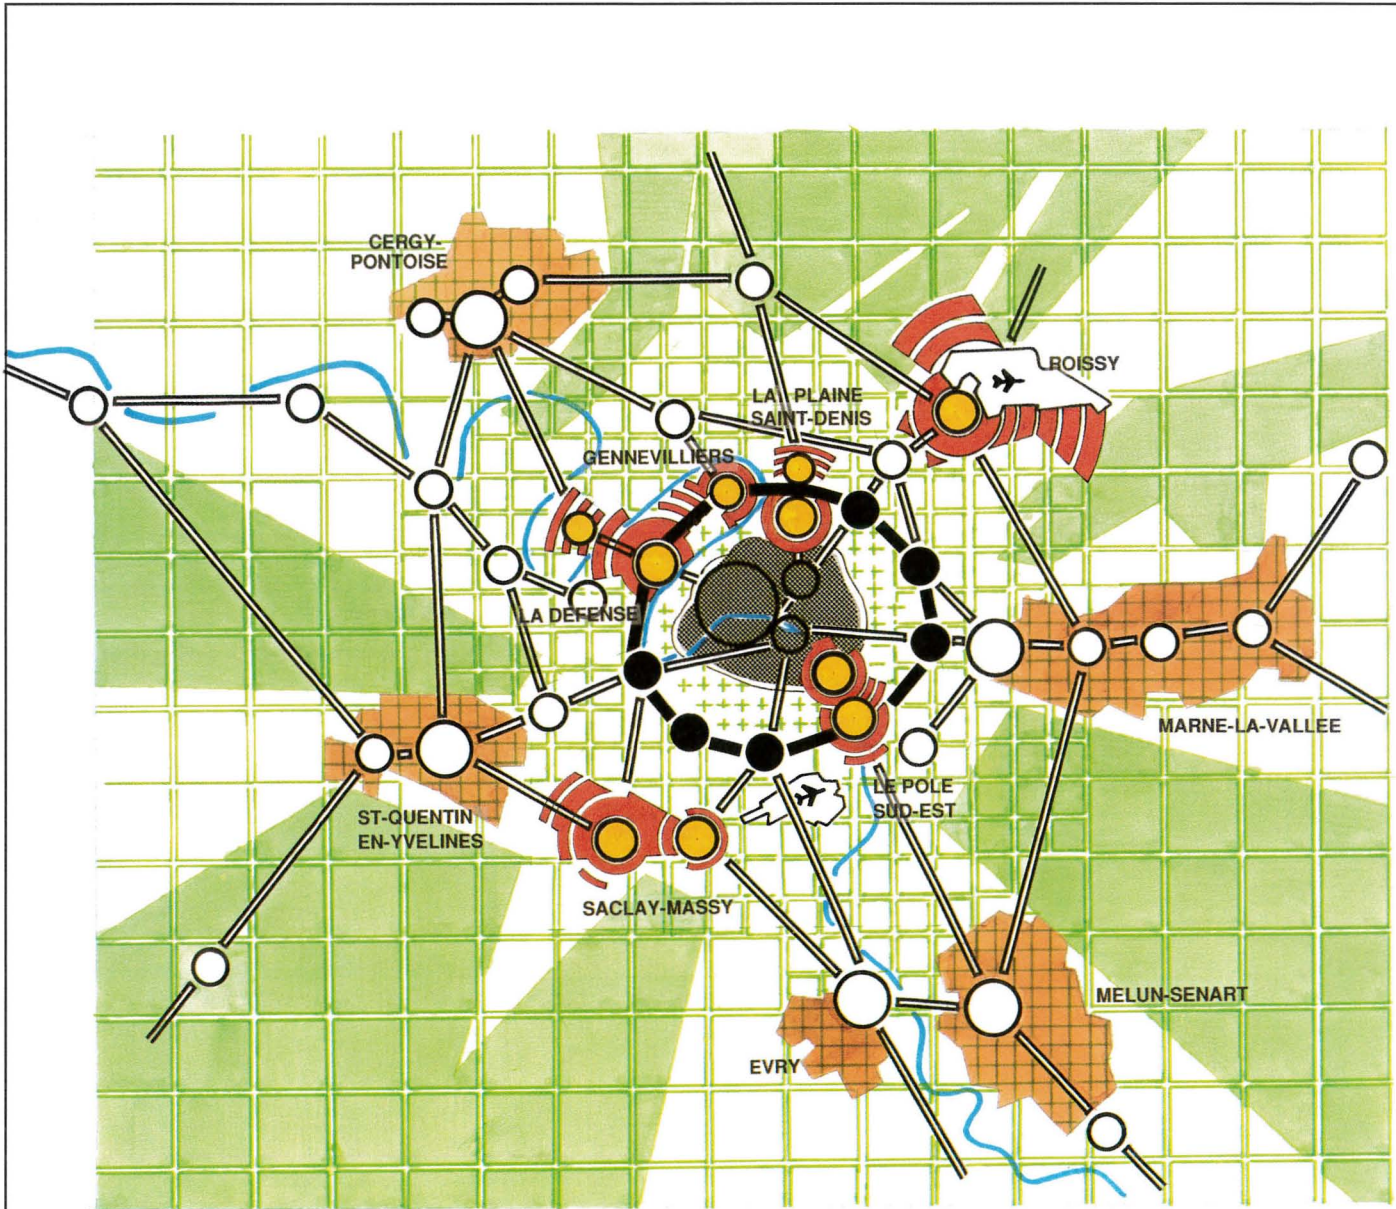 CERGY-
PONTOISE
ROISSY
LA PLAINE
SAINT-DENIS
GENNEVILLIERS
LA DEFENSE
MARNE-LA-VALLEE
LE POLE
SUD-EST
ST-QUENTIN
EN-YVELINES
SACLAY-MASSY
MELUN-SENART
EVRY